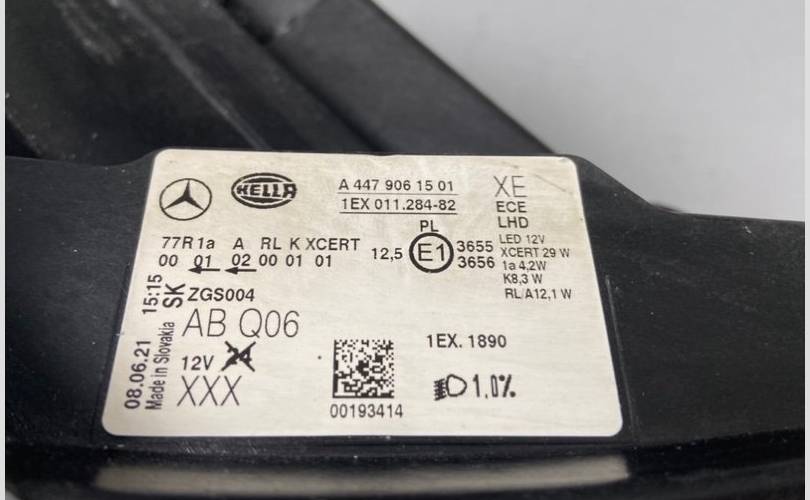 HELLA
A 447 906 15 01
1EX 011.284-82
XE
ECE
LHD
LED 12V
XCERT 29 W
1a 4,2W
K8,3 W
RL/A12,1 W
77R 1a A RL K XCERT
00 01 02 00 01 01
12,5
PL
E1
3655
3656
ZGS004
AB Q06
12V 24
XXX
08.06.21 15:15
Made in Slovakia SK
00193414
1EX. 1890
1,0%